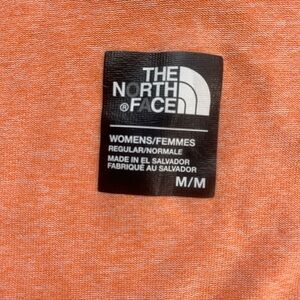 THE
NORTH
® FACE
WOMENS/FEMMES
REGULAR/NORMALE
MADE IN EL SALVADOR
FABRIQUÉ AU SALVADOR
M/M